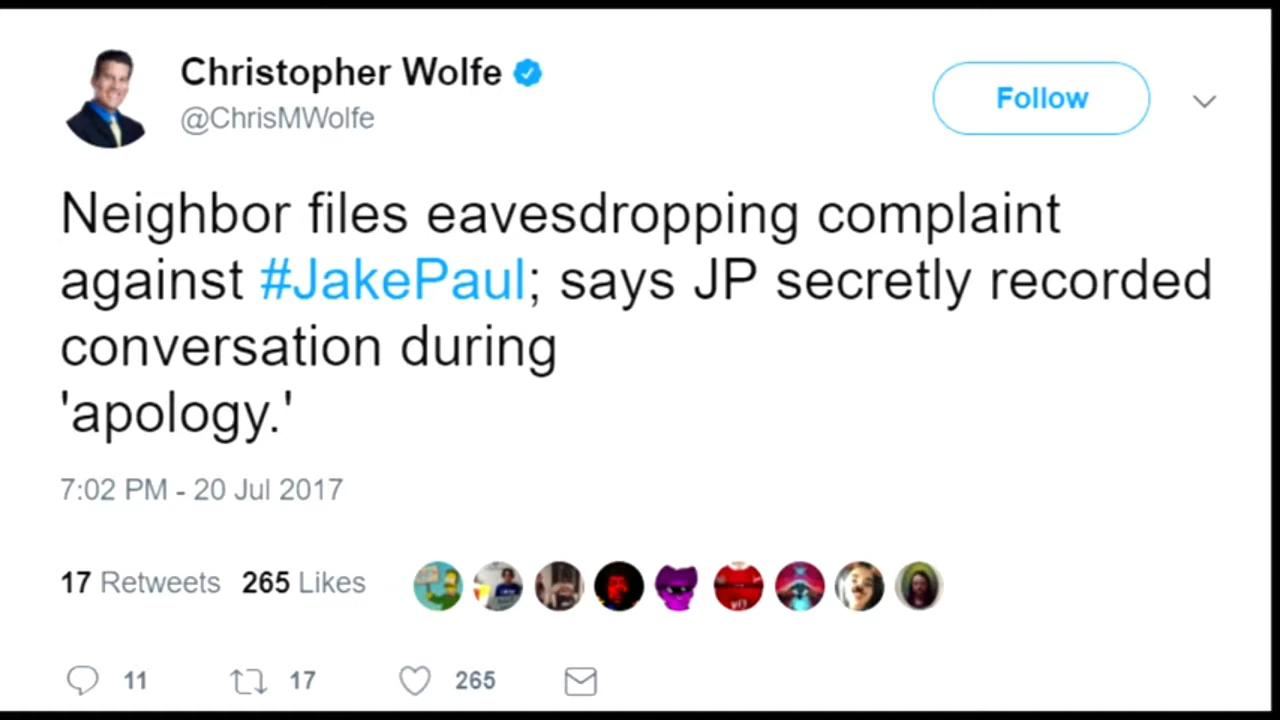 Christopher Wolfe
@ChrisMWolfe
Follow
Neighbor files eavesdropping complaint
against #JakePaul; says JP secretly recorded
conversation during
'apology.'
7:02 PM - 20 Jul 2017
17 Retweets 265 Likes
11 17 265